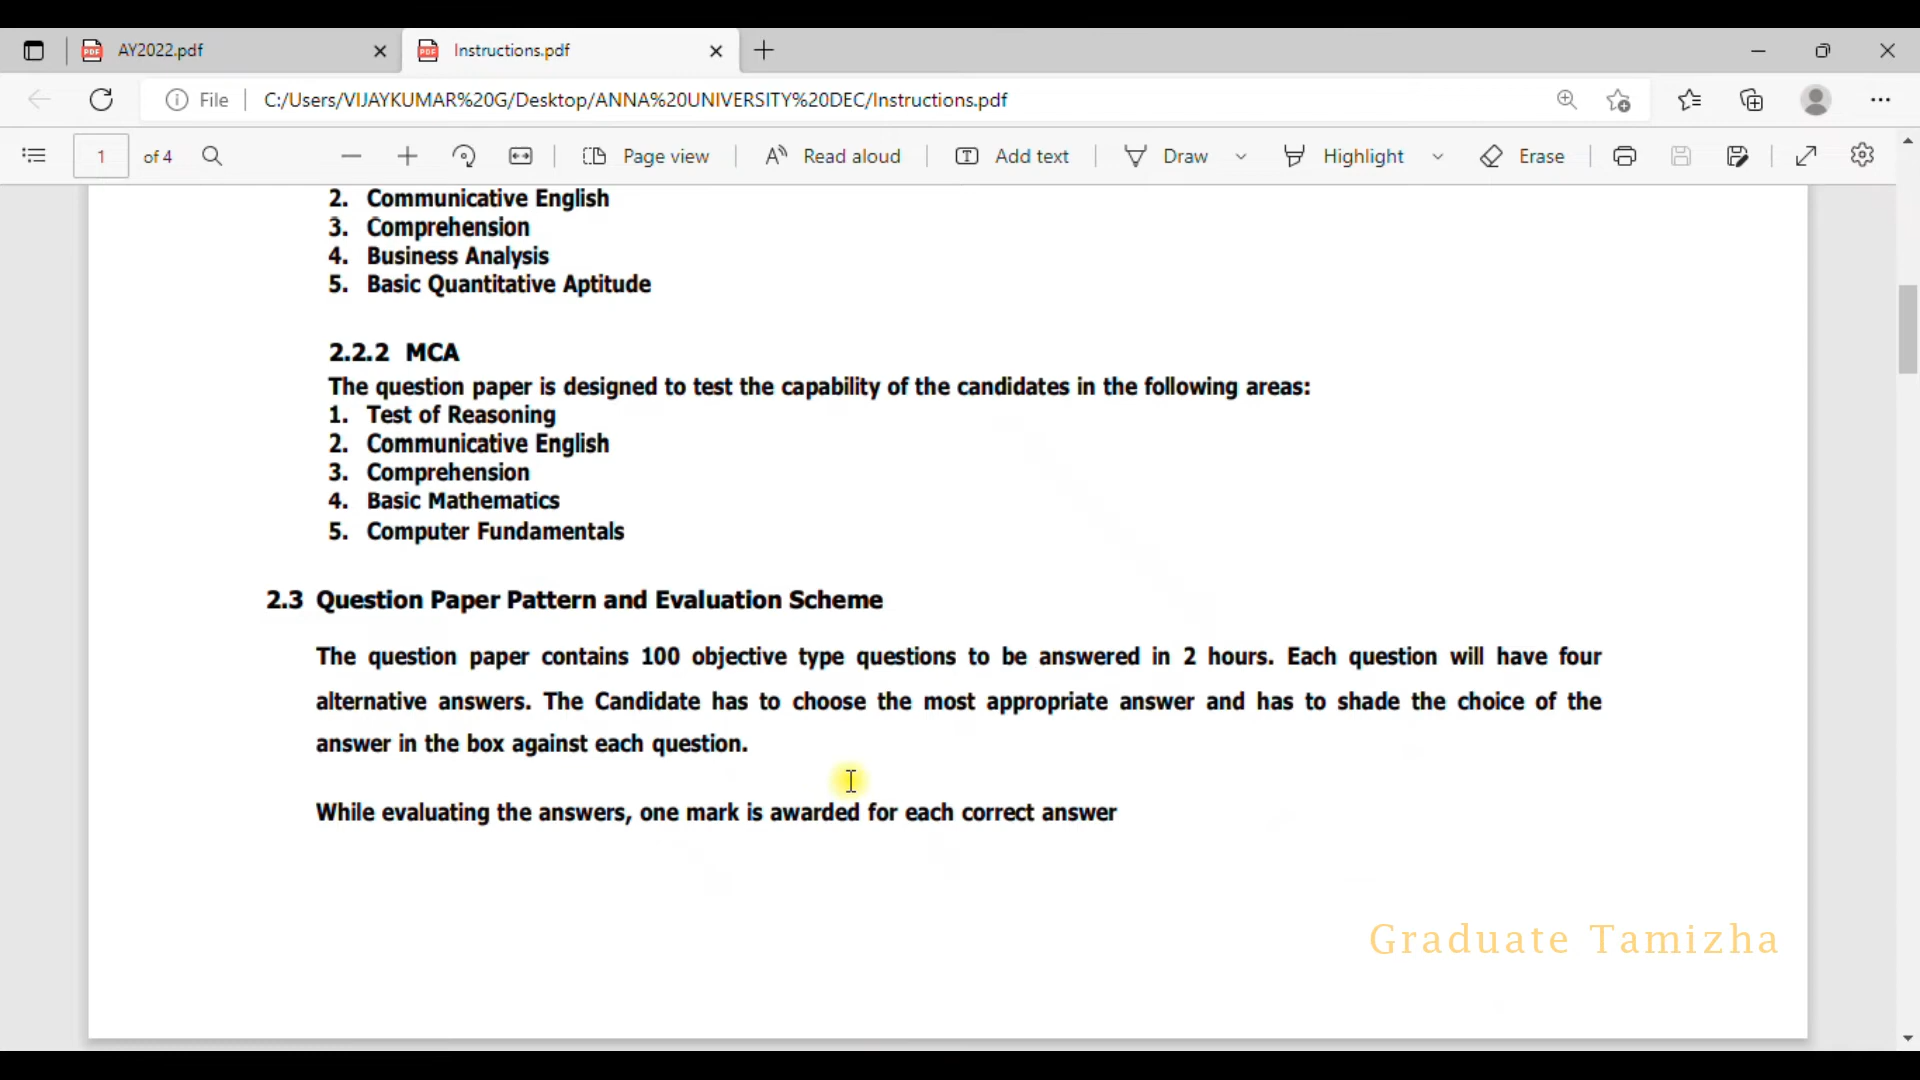 AY2022.pdf
Instructions.pdf
File
C:/Users/VIJAYKUMAR%20G/Desktop/ANNA%20UNIVERSITY%20DEC/Instructions.pdf
1 of 4
Page view
Read aloud
Add text
Draw
Highlight
Erase
2. Communicative English
3. Comprehension
4. Business Analysis
5. Basic Quantitative Aptitude
2.2.2 MCA
The question paper is designed to test the capability of the candidates in the following areas:
1. Test of Reasoning
2. Communicative English
3. Comprehension
4. Basic Mathematics
5. Computer Fundamentals
2.3 Question Paper Pattern and Evaluation Scheme
The question paper contains 100 objective type questions to be answered in 2 hours. Each question will have four
alternative answers. The Candidate has to choose the most appropriate answer and has to shade the choice of the
answer in the box against each question.
While evaluating the answers, one mark is awarded for each correct answer
Graduate Tamizha